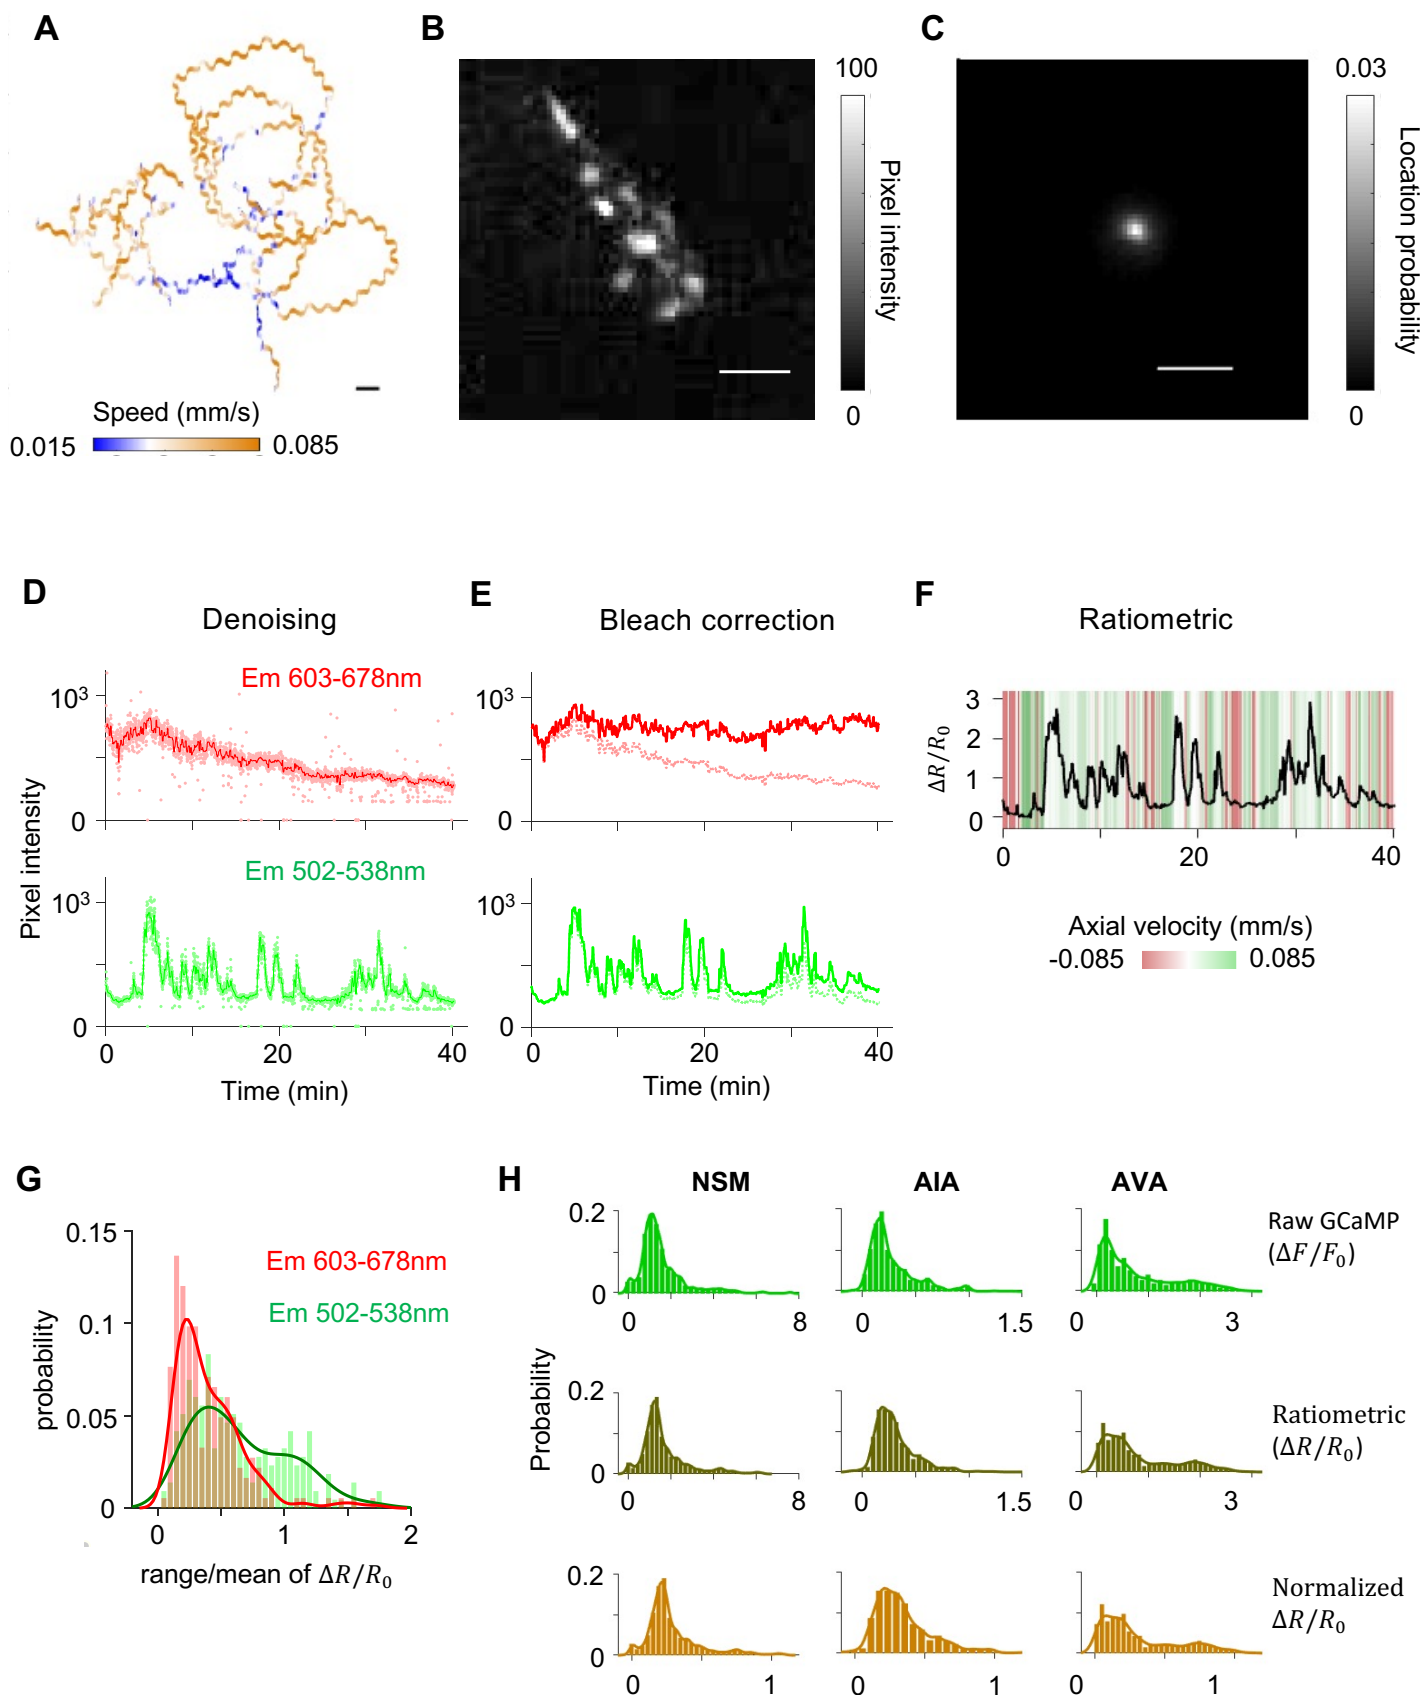 A
B
C
100
0.03
Pixel intensity
Location probability
0
0
Speed (mm/s)
0.015
0.085
D
E
F
Denoising
Bleach correction
Ratiometric
Em 603-678nm
10³
0
10³
0
ΔR/R₀
3
2
1
0
0
20
40
Pixel intensity
Em 502-538nm
10³
0
10³
0
Axial velocity (mm/s)
-0.085
0.085
0
20
40
0
20
40
Time (min)
Time (min)
G
H
NSM
AIA
AVA
0.15
0.1
0.05
0
probability
Em 603-678nm
Em 502-538nm
0
1
2
range/mean of ΔR/R₀
Probability
0.2
0
0
8
0
1.5
0
3
Raw GCaMP
(ΔF/F₀)
0.2
0
0
8
0
1.5
0
3
Ratiometric
(ΔR/R₀)
0.2
0
0
1
0
1
0
1
Normalized
ΔR/R₀